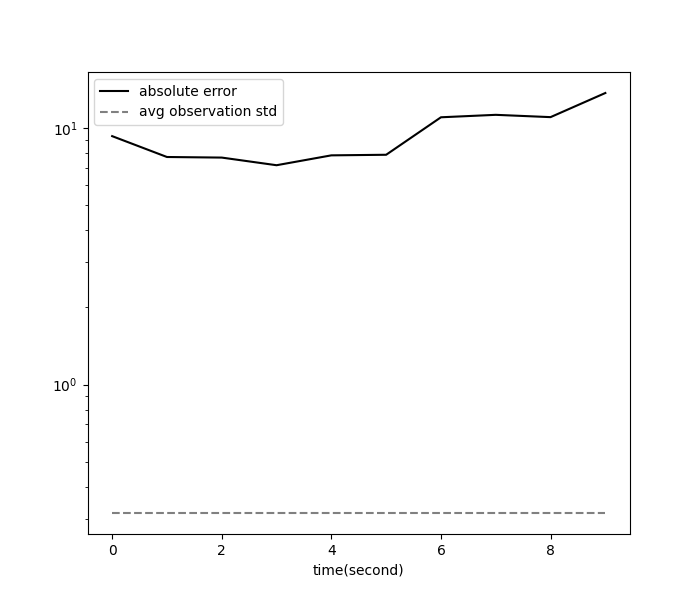 absolute error
avg observation std
10¹
10⁰
0 2 4 6 8
time(second)